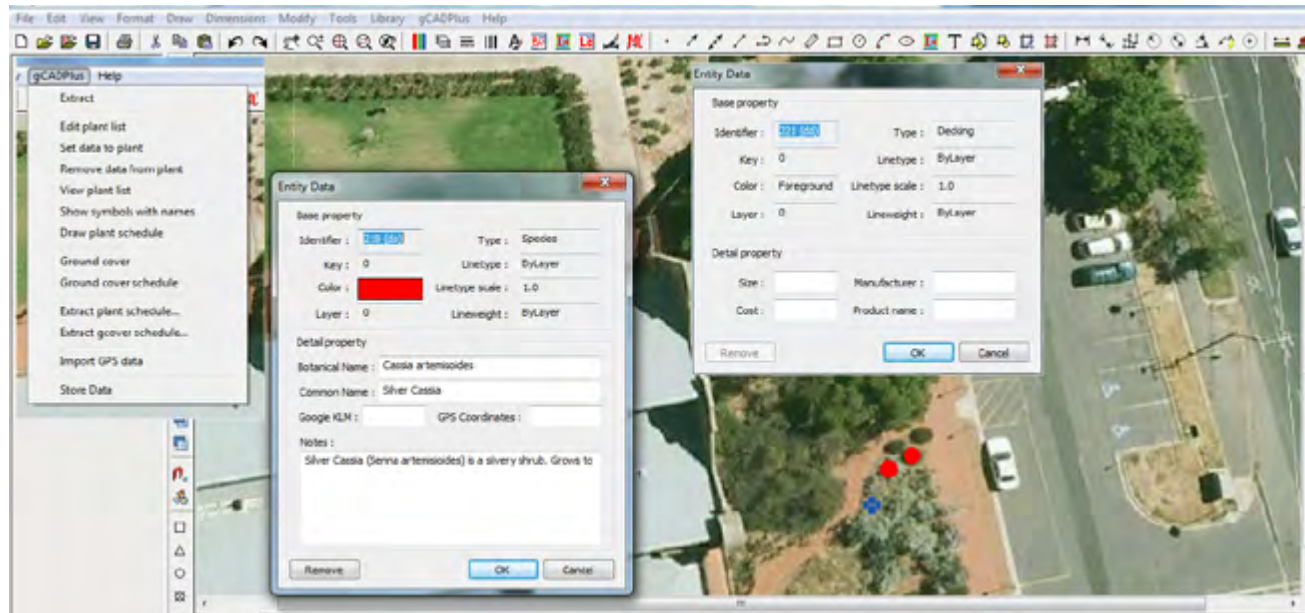 File Edit View Format Draw Dimensions Modify Tools Library gCADPlus Help
gCADPlus Help
Extract
Edit plant list
Set data to plant
Remove data from plant
View plant list
Show symbols with names
Draw plant schedule
Ground cover
Ground cover schedule
Extract plant schedule...
Extract gcover schedule...
Import GPS data
Store Data
Entity Data
Base property
Identifier : Type : Species
Key : 0 Linetype : ByLayer
Color : Linetype scale : 1.0
Layer : 0 Lineweight : ByLayer
Detail property
Botanical Name : Cassia artemisoides
Common Name : Silver Cassia
Google KLM : GPS Coordinates :
Notes :
Silver Cassia (Senna artemisioides) is a silvery shrub. Grows to
Remove OK Cancel
Entity Data
Base property
Identifier : 221 (dd) Type : Decking
Key : 0 Linetype : ByLayer
Color : Foreground Linetype scale : 1.0
Layer : 0 Lineweight : ByLayer
Detail property
Size : Manufacturer :
Cost : Product name :
Remove OK Cancel